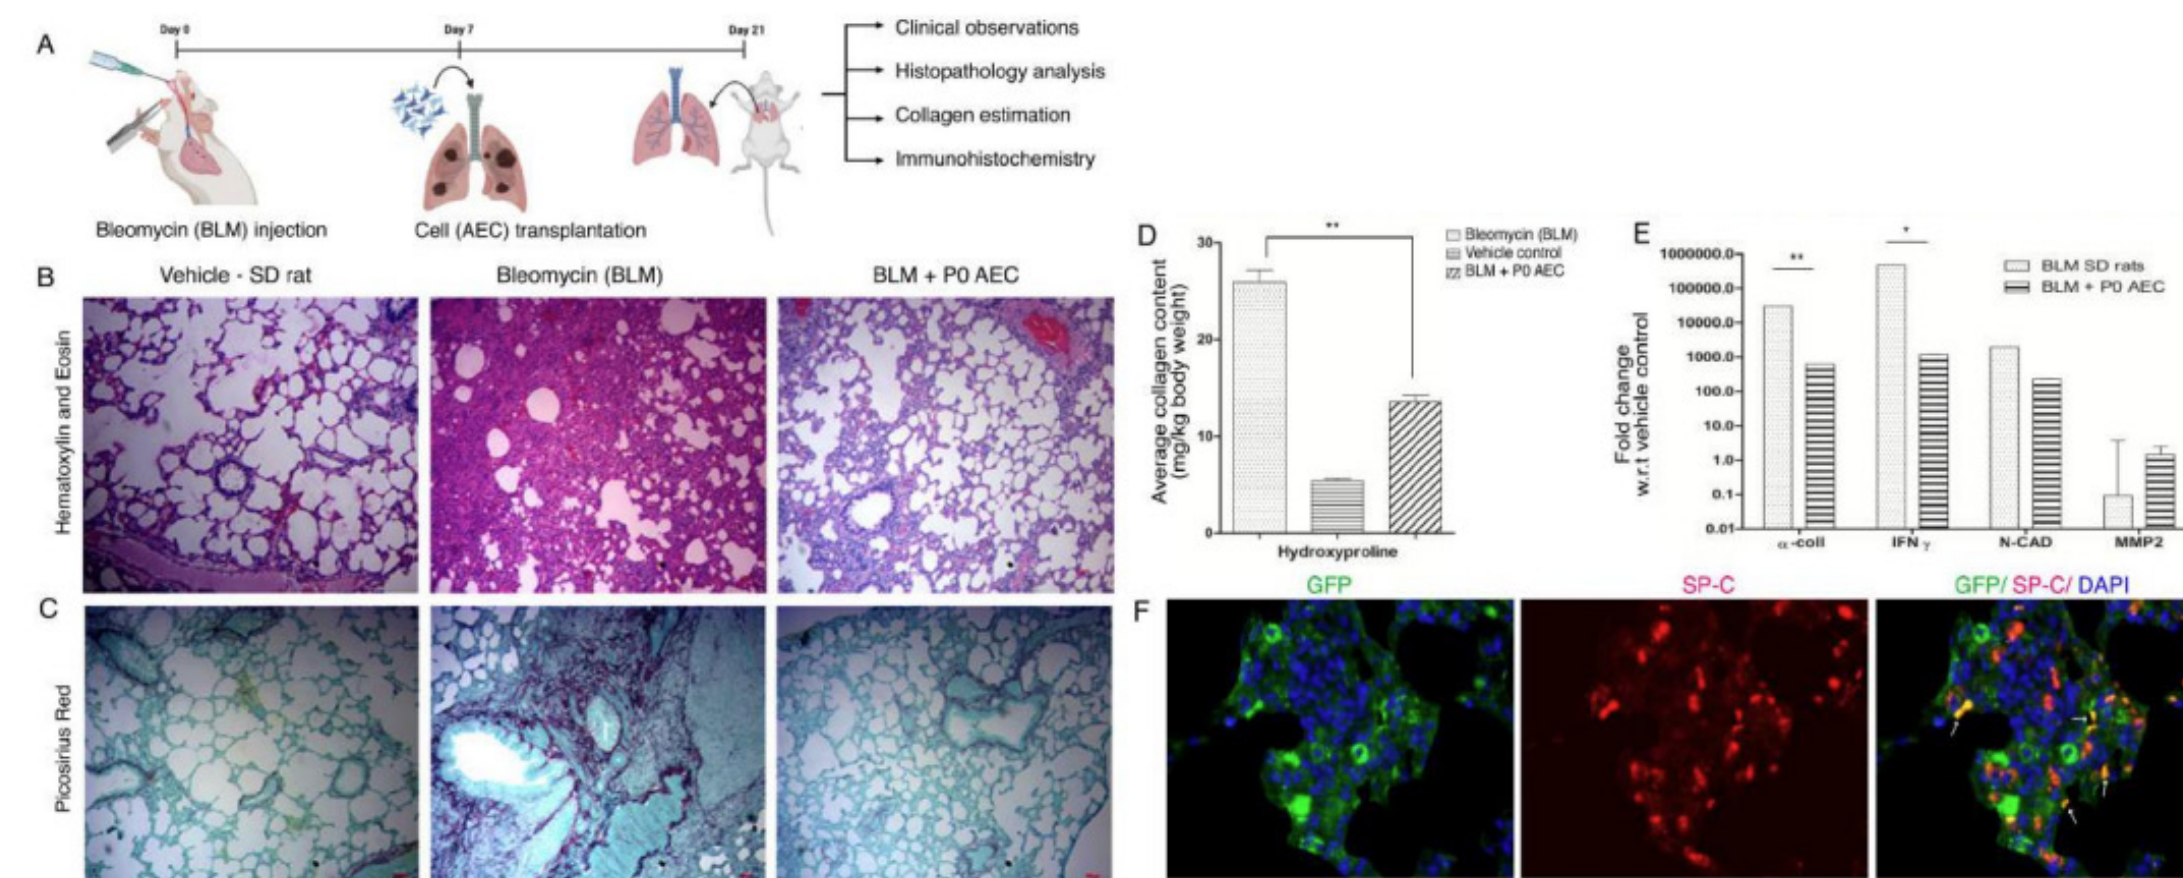 A
Day 0
Day 7
Day 21
Clinical observations
Histopathology analysis
Collagen estimation
Immunohistochemistry
Bleomycin (BLM) injection
Cell (AEC) transplantation
B
Vehicle - SD rat
Bleomycin (BLM)
BLM + P0 AEC
Hematoxylin and Eosin
C
Picosirius Red
D
Average collagen content
(mg/kg body weight)
30
20
10
0
**
Bleomycin (BLM)
Vehicle control
BLM + P0 AEC
Hydroxyproline
E
Fold change
w.r.t vehicle control
1000000.0
100000.0
10000.0
1000.0
100.0
10.0
1.0
0.1
0.01
**
*
BLM SD rats
BLM + P0 AEC
α-coll
IFN γ
N-CAD
MMP2
F
GFP
SP-C
GFP/ SP-C/ DAPI